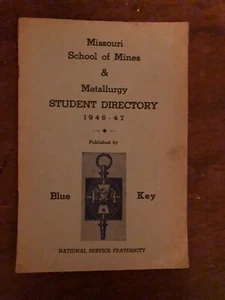 Missouri
School of Mines
&
Metallurgy
STUDENT DIRECTORY
1946-47
Published by
Blue Key
NATIONAL SERVICE FRATERNITY